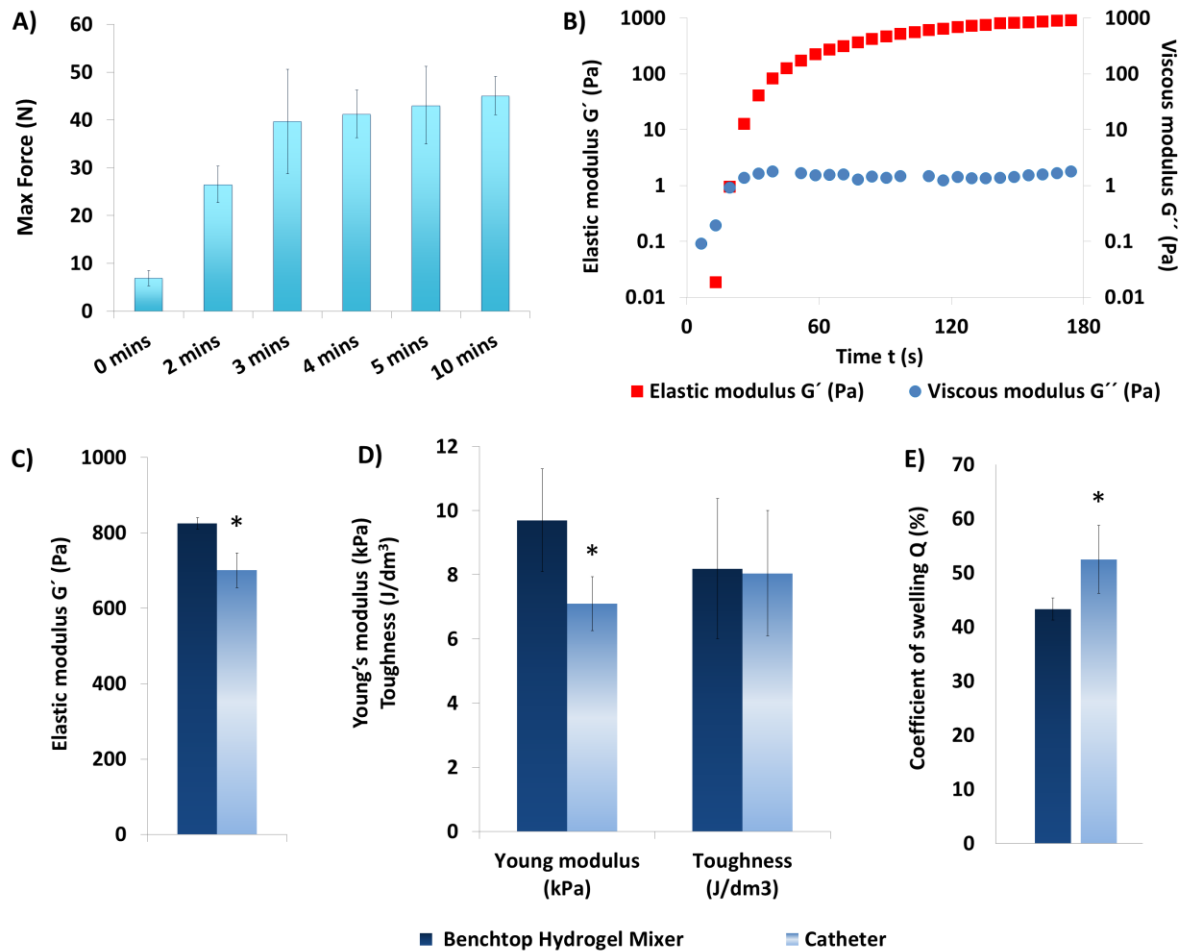 A)
Max Force (N)
60
50
40
30
20
10
0
0 mins
2 mins
3 mins
4 mins
5 mins
10 mins
B)
Elastic modulus G´ (Pa)
1000
100
10
1
0.1
0.01
1000
100
10
1
0.1
0.01
Viscous modulus G´´ (Pa)
0 60 120 180
Time t (s)
Elastic modulus G´ (Pa) Viscous modulus G´´ (Pa)
C)
Elastic modulus G´ (Pa)
1000
800
600
400
200
0
*
D)
Young's modulus (kPa)
Toughness (J/dm³)
12
10
8
6
4
2
0
*
Young modulus Toughness
(kPa) (J/dm3)
E)
Coefficient of swelling Q (%)
70
60
50
40
30
20
10
0
*
Benchtop Hydrogel Mixer Catheter